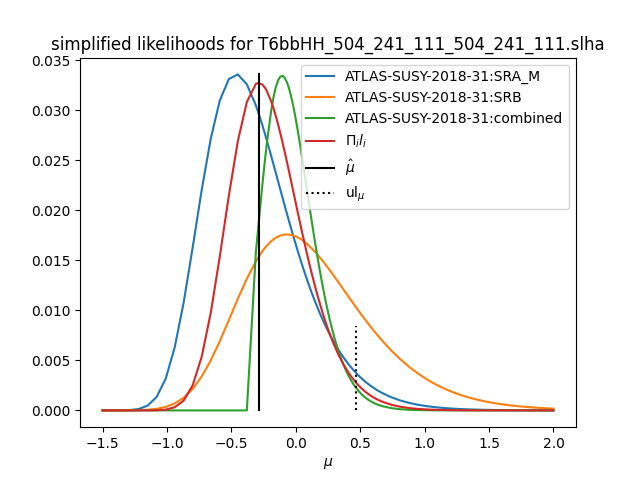 simplified likelihoods for T6bbHH_504_241_111_504_241_111.slha
0.035
0.030
0.025
0.020
0.015
0.010
0.005
0.000
ATLAS-SUSY-2018-31:SRA_M
ATLAS-SUSY-2018-31:SRB
ATLAS-SUSY-2018-31:combined
Π_i l_i
μ̂
ul_μ
−1.5 −1.0 −0.5 0.0 0.5 1.0 1.5 2.0
μ